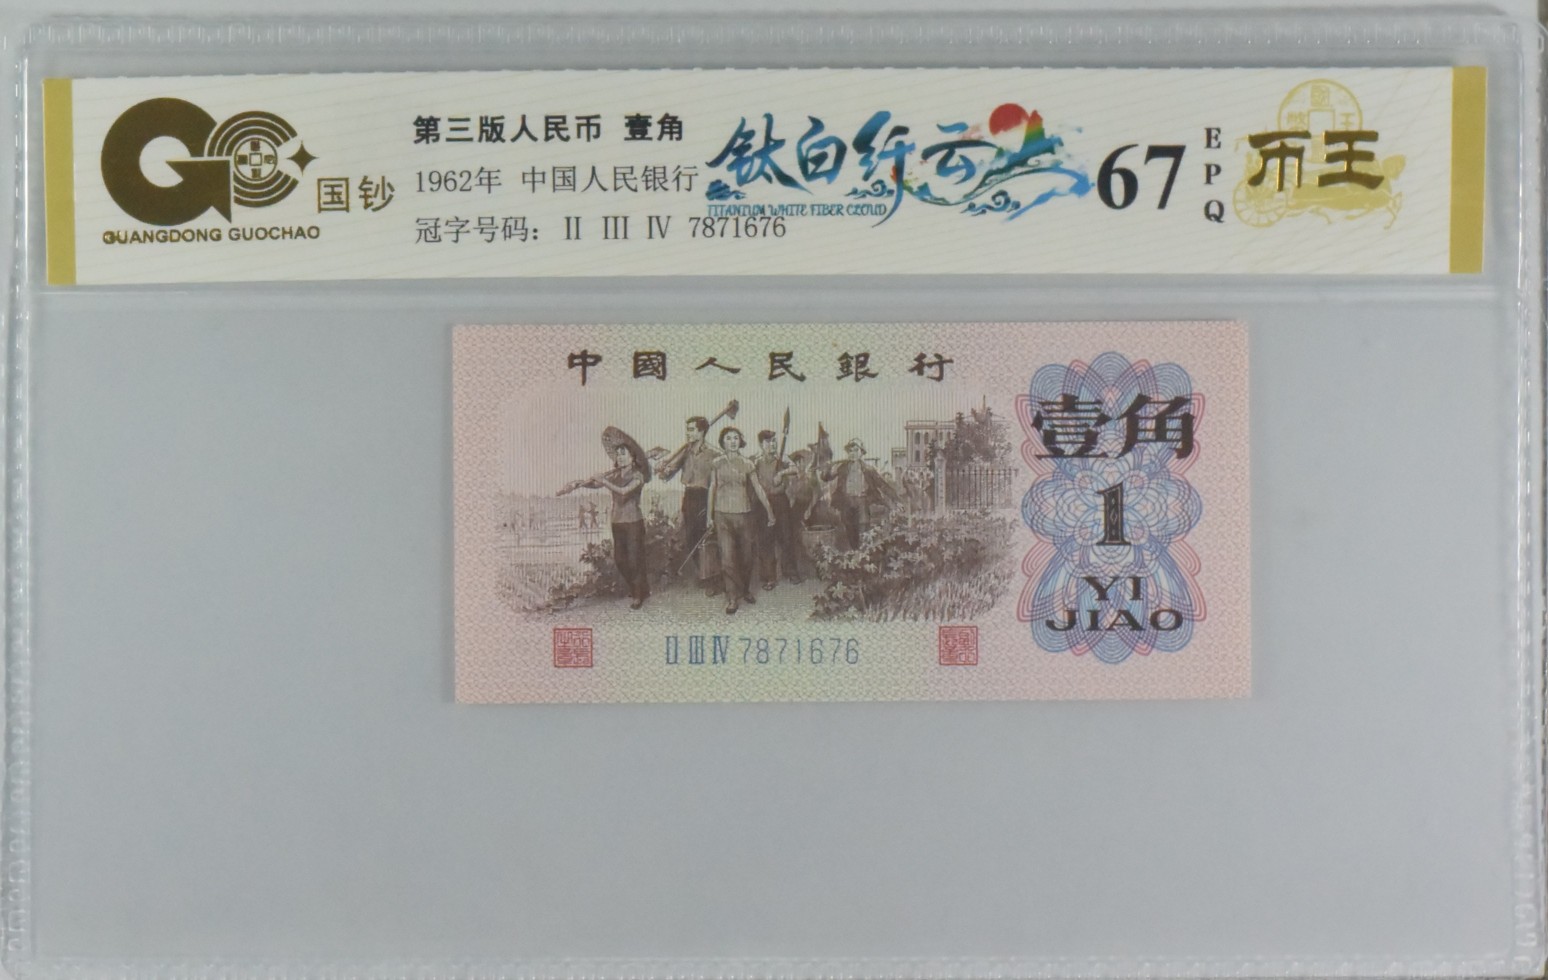 第三版人民币 壹角
1962年 中国人民银行
冠字号码： II III IV 7871676
国钞
GUANGDONG GUOCHAO
钛白纤云
TITANIUM WHITE FIBER CLOUD
67
EPQ
币王
中國人民銀行
壹角
1
YI
JIAO
II III IV 7871676